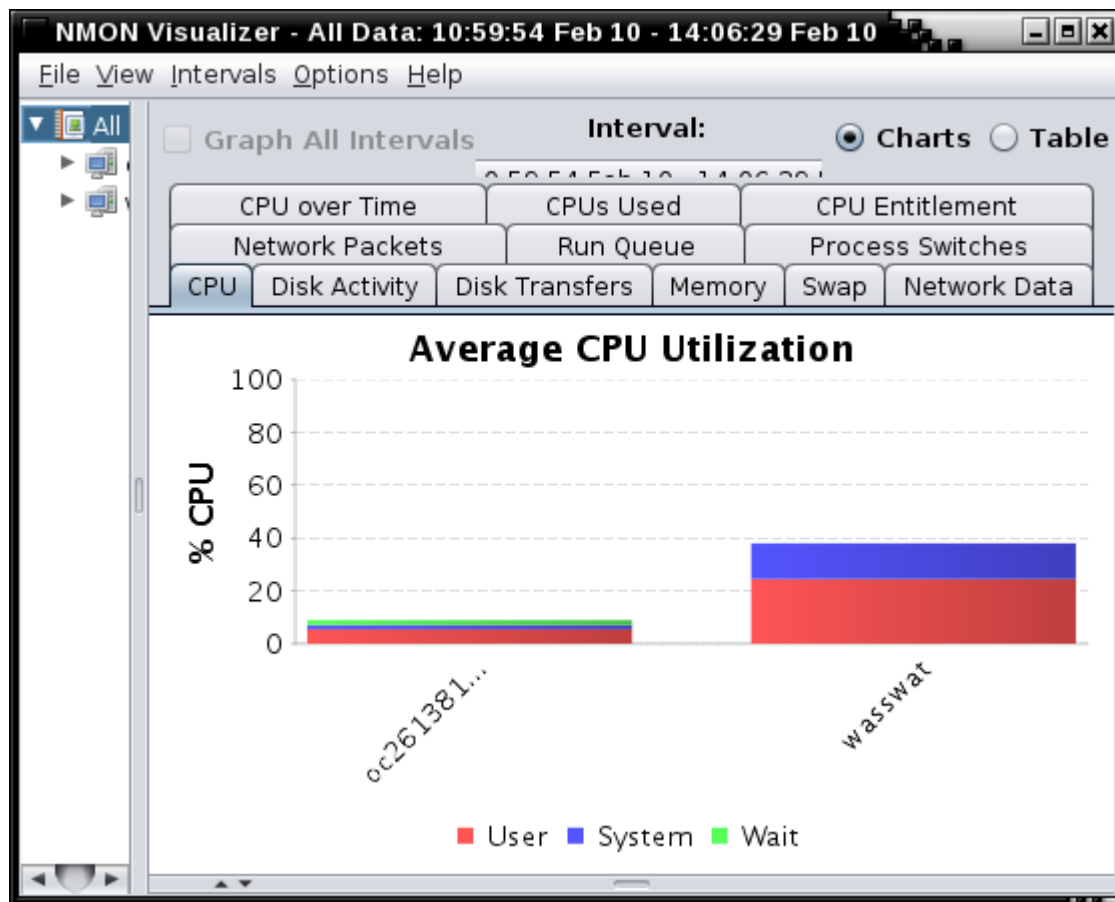 NMON Visualizer - All Data: 10:59:54 Feb 10 - 14:06:29 Feb 10
File View Intervals Options Help
All
Graph All Intervals
Interval:
Charts
Table
CPU over Time
CPUs Used
CPU Entitlement
Network Packets
Run Queue
Process Switches
CPU
Disk Activity
Disk Transfers
Memory
Swap
Network Data
Average CPU Utilization
% CPU
100
80
60
40
20
0
oc261381...
wasswat
User System Wait